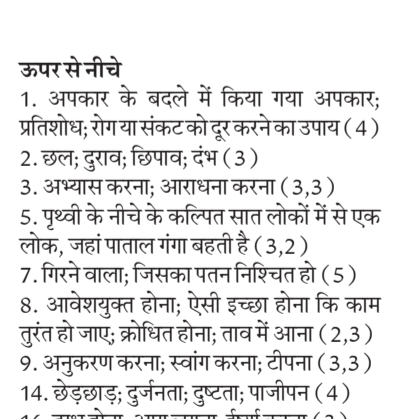 ऊपर से नीचे
1. अपकार के बदले में किया गया अपकार;
प्रतिशोध; रोग या संकट को दूर करने का उपाय ( 4 )
2. छल; दुराव; छिपाव; दंभ ( 3 )
3. अभ्यास करना; आराधना करना ( 3,3 )
5. पृथ्वी के नीचे के कल्पित सात लोकों में से एक
लोक, जहां पाताल गंगा बहती है ( 3,2 )
7. गिरने वाला; जिसका पतन निश्चित हो ( 5 )
8. आवेशयुक्त होना; ऐसी इच्छा होना कि काम
तुरंत हो जाए; क्रोधित होना; ताव में आना ( 2,3 )
9. अनुकरण करना; स्वांग करना; टीपना ( 3,3 )
14. छेड़छाड़; दुर्जनता; दुष्टता; पाजीपन ( 4 )